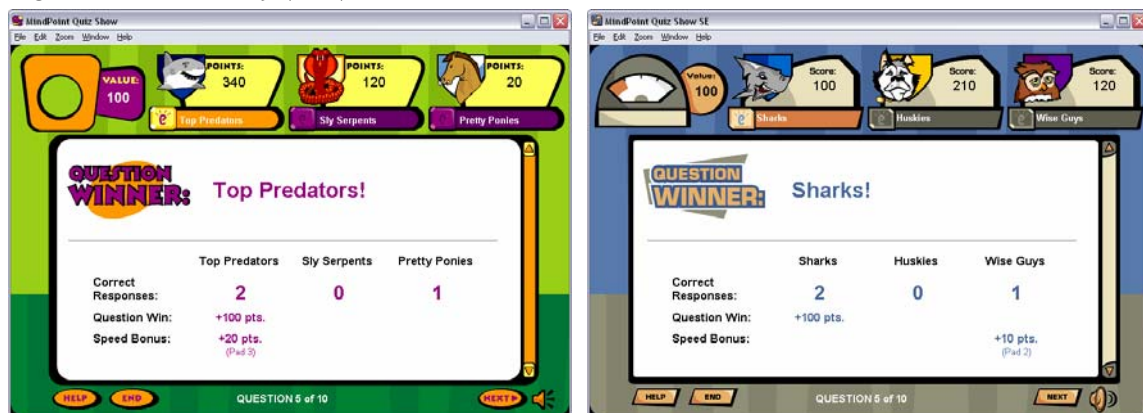 MindPoint Quiz Show
File Edit Zoom Window Help
VALUE: 100
POINTS: 340
Top Predators
POINTS: 120
Sly Serpents
POINTS: 20
Pretty Ponies
QUESTION WINNER:
Top Predators!
Top Predators Sly Serpents Pretty Ponies
Correct Responses: 2 0 1
Question Win: +100 pts.
Speed Bonus: +20 pts.
(Pad 3)
HELP END QUESTION 5 of 10 NEXT
MindPoint Quiz Show SE
File Edit Zoom Window Help
Value: 100
Score: 100
Sharks
Score: 210
Huskies
Score: 120
Wise Guys
QUESTION WINNER:
Sharks!
Sharks Huskies Wise Guys
Correct Responses: 2 0 1
Question Win: +100 pts.
Speed Bonus: +10 pts.
(Pad 2)
HELP END QUESTION 5 of 10 NEXT